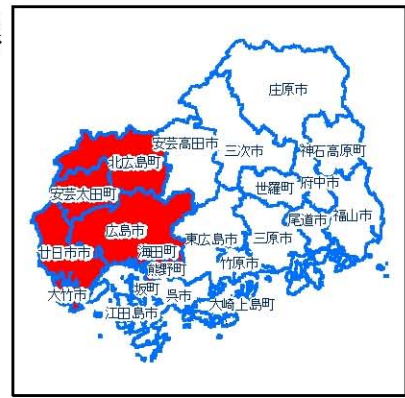 庄原市
安芸高田市
三次市
神石高原町
北広島町
世羅町
府中市
安芸太田町
尾道市
福山市
広島市
東広島市
三原市
海田町
廿日市市
熊野町
竹原市
大竹市
坂町
呉市
大崎上島町
江田島市